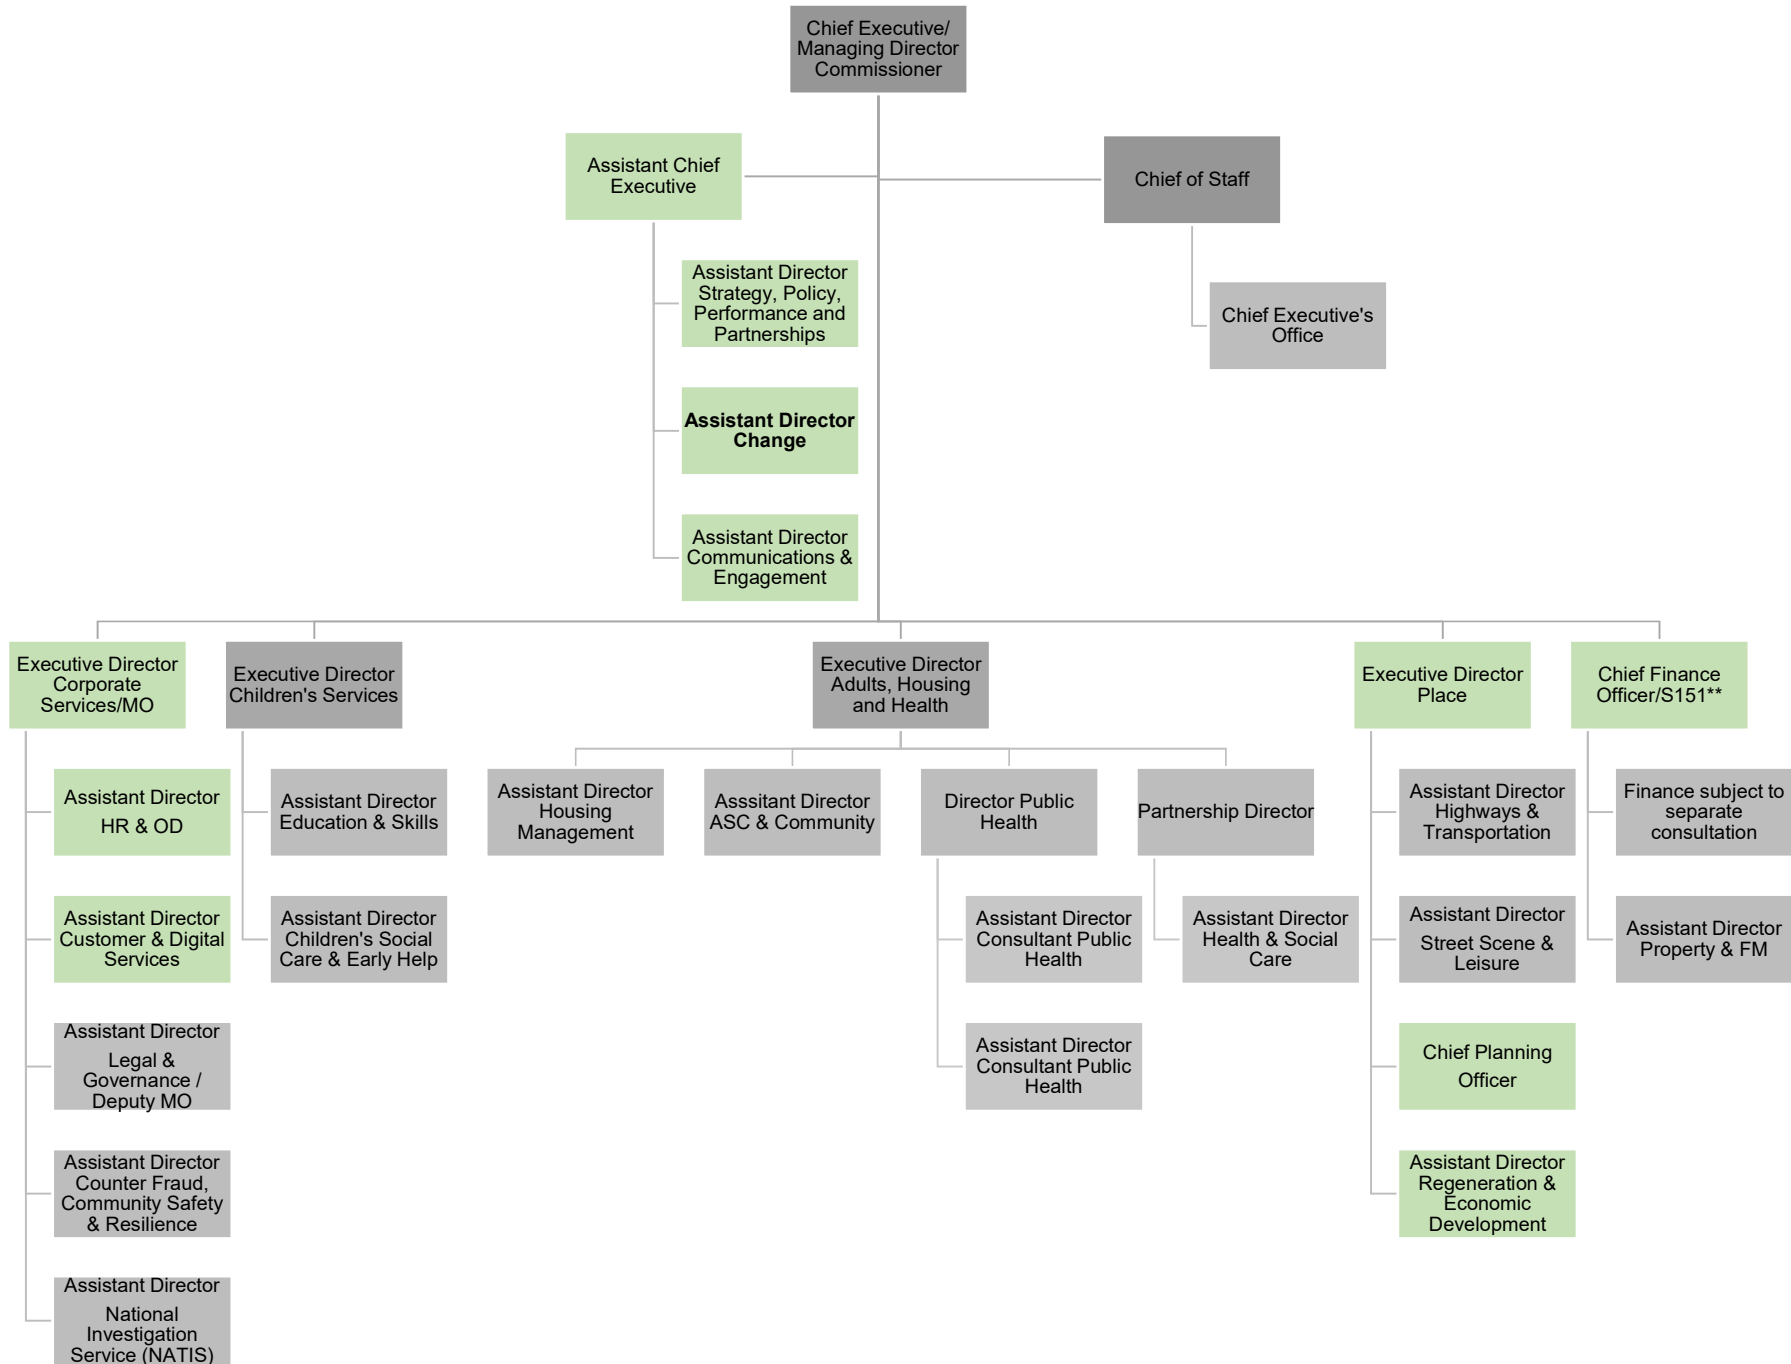 Chief Executive/
Managing Director
Commissioner
Assistant Chief
Executive
Chief of Staff
Assistant Director
Strategy, Policy,
Performance and
Partnerships
Chief Executive's
Office
Assistant Director
Change
Assistant Director
Communications &
Engagement
Executive Director
Corporate
Services/MO
Executive Director
Children's Services
Executive Director
Adults, Housing
and Health
Executive Director
Place
Chief Finance
Officer/S151**
Assistant Director
HR & OD
Assistant Director
Education & Skills
Assistant Director
Housing
Management
Asssitant Director
ASC & Community
Director Public
Health
Partnership Director
Assistant Director
Highways &
Transportation
Finance subject to
separate
consultation
Assistant Director
Customer & Digital
Services
Assistant Director
Children's Social
Care & Early Help
Assistant Director
Consultant Public
Health
Assistant Director
Health & Social
Care
Assistant Director
Street Scene &
Leisure
Assistant Director
Property & FM
Assistant Director
Legal &
Governance /
Deputy MO
Assistant Director
Consultant Public
Health
Chief Planning
Officer
Assistant Director
Counter Fraud,
Community Safety
& Resilience
Assistant Director
Regeneration &
Economic
Development
Assistant Director
National
Investigation
Service (NATIS)